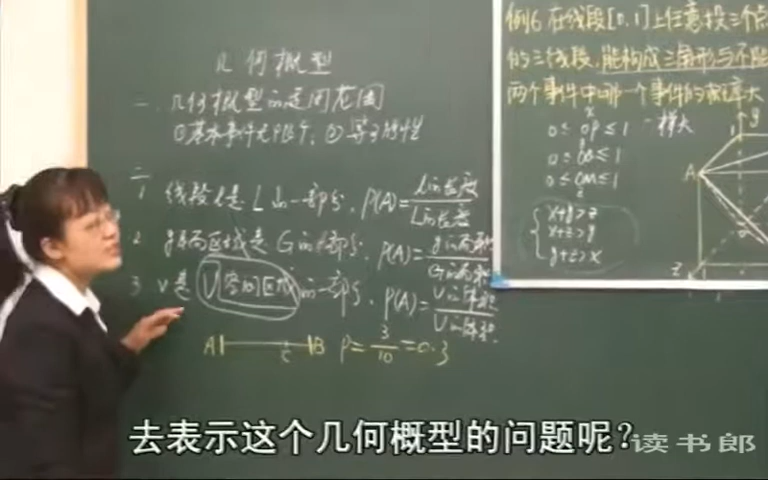 几何概型
一、几何概型的适用范围
①基本事件无限个，②等可能性
二
1 线段l是L的一部分，P(A)=l的长度/L的长度
2 g平面区域是G的一部分，P(A)=g的面积/G的面积
3 v是V空间区域的一部分，P(A)=v的体积/V的体积
A C B P=3/10=0.3
例6 在线段[0,1]上任意投三个点
的三线段，能构成三角形与不能
两个事件中哪一个事件的概率大
0≤OP≤1 一样大
0≤OM≤1
x+y>z
x+z>y
y+z>x
A
y
z
去表示这个几何概型的问题呢？
读书郎